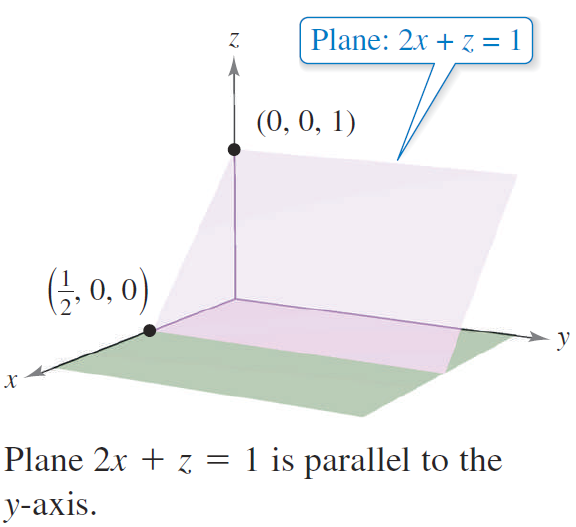 z
Plane: 2x + z = 1
(0, 0, 1)
(1/2, 0, 0)
y
x
Plane 2x + z = 1 is parallel to the
y-axis.